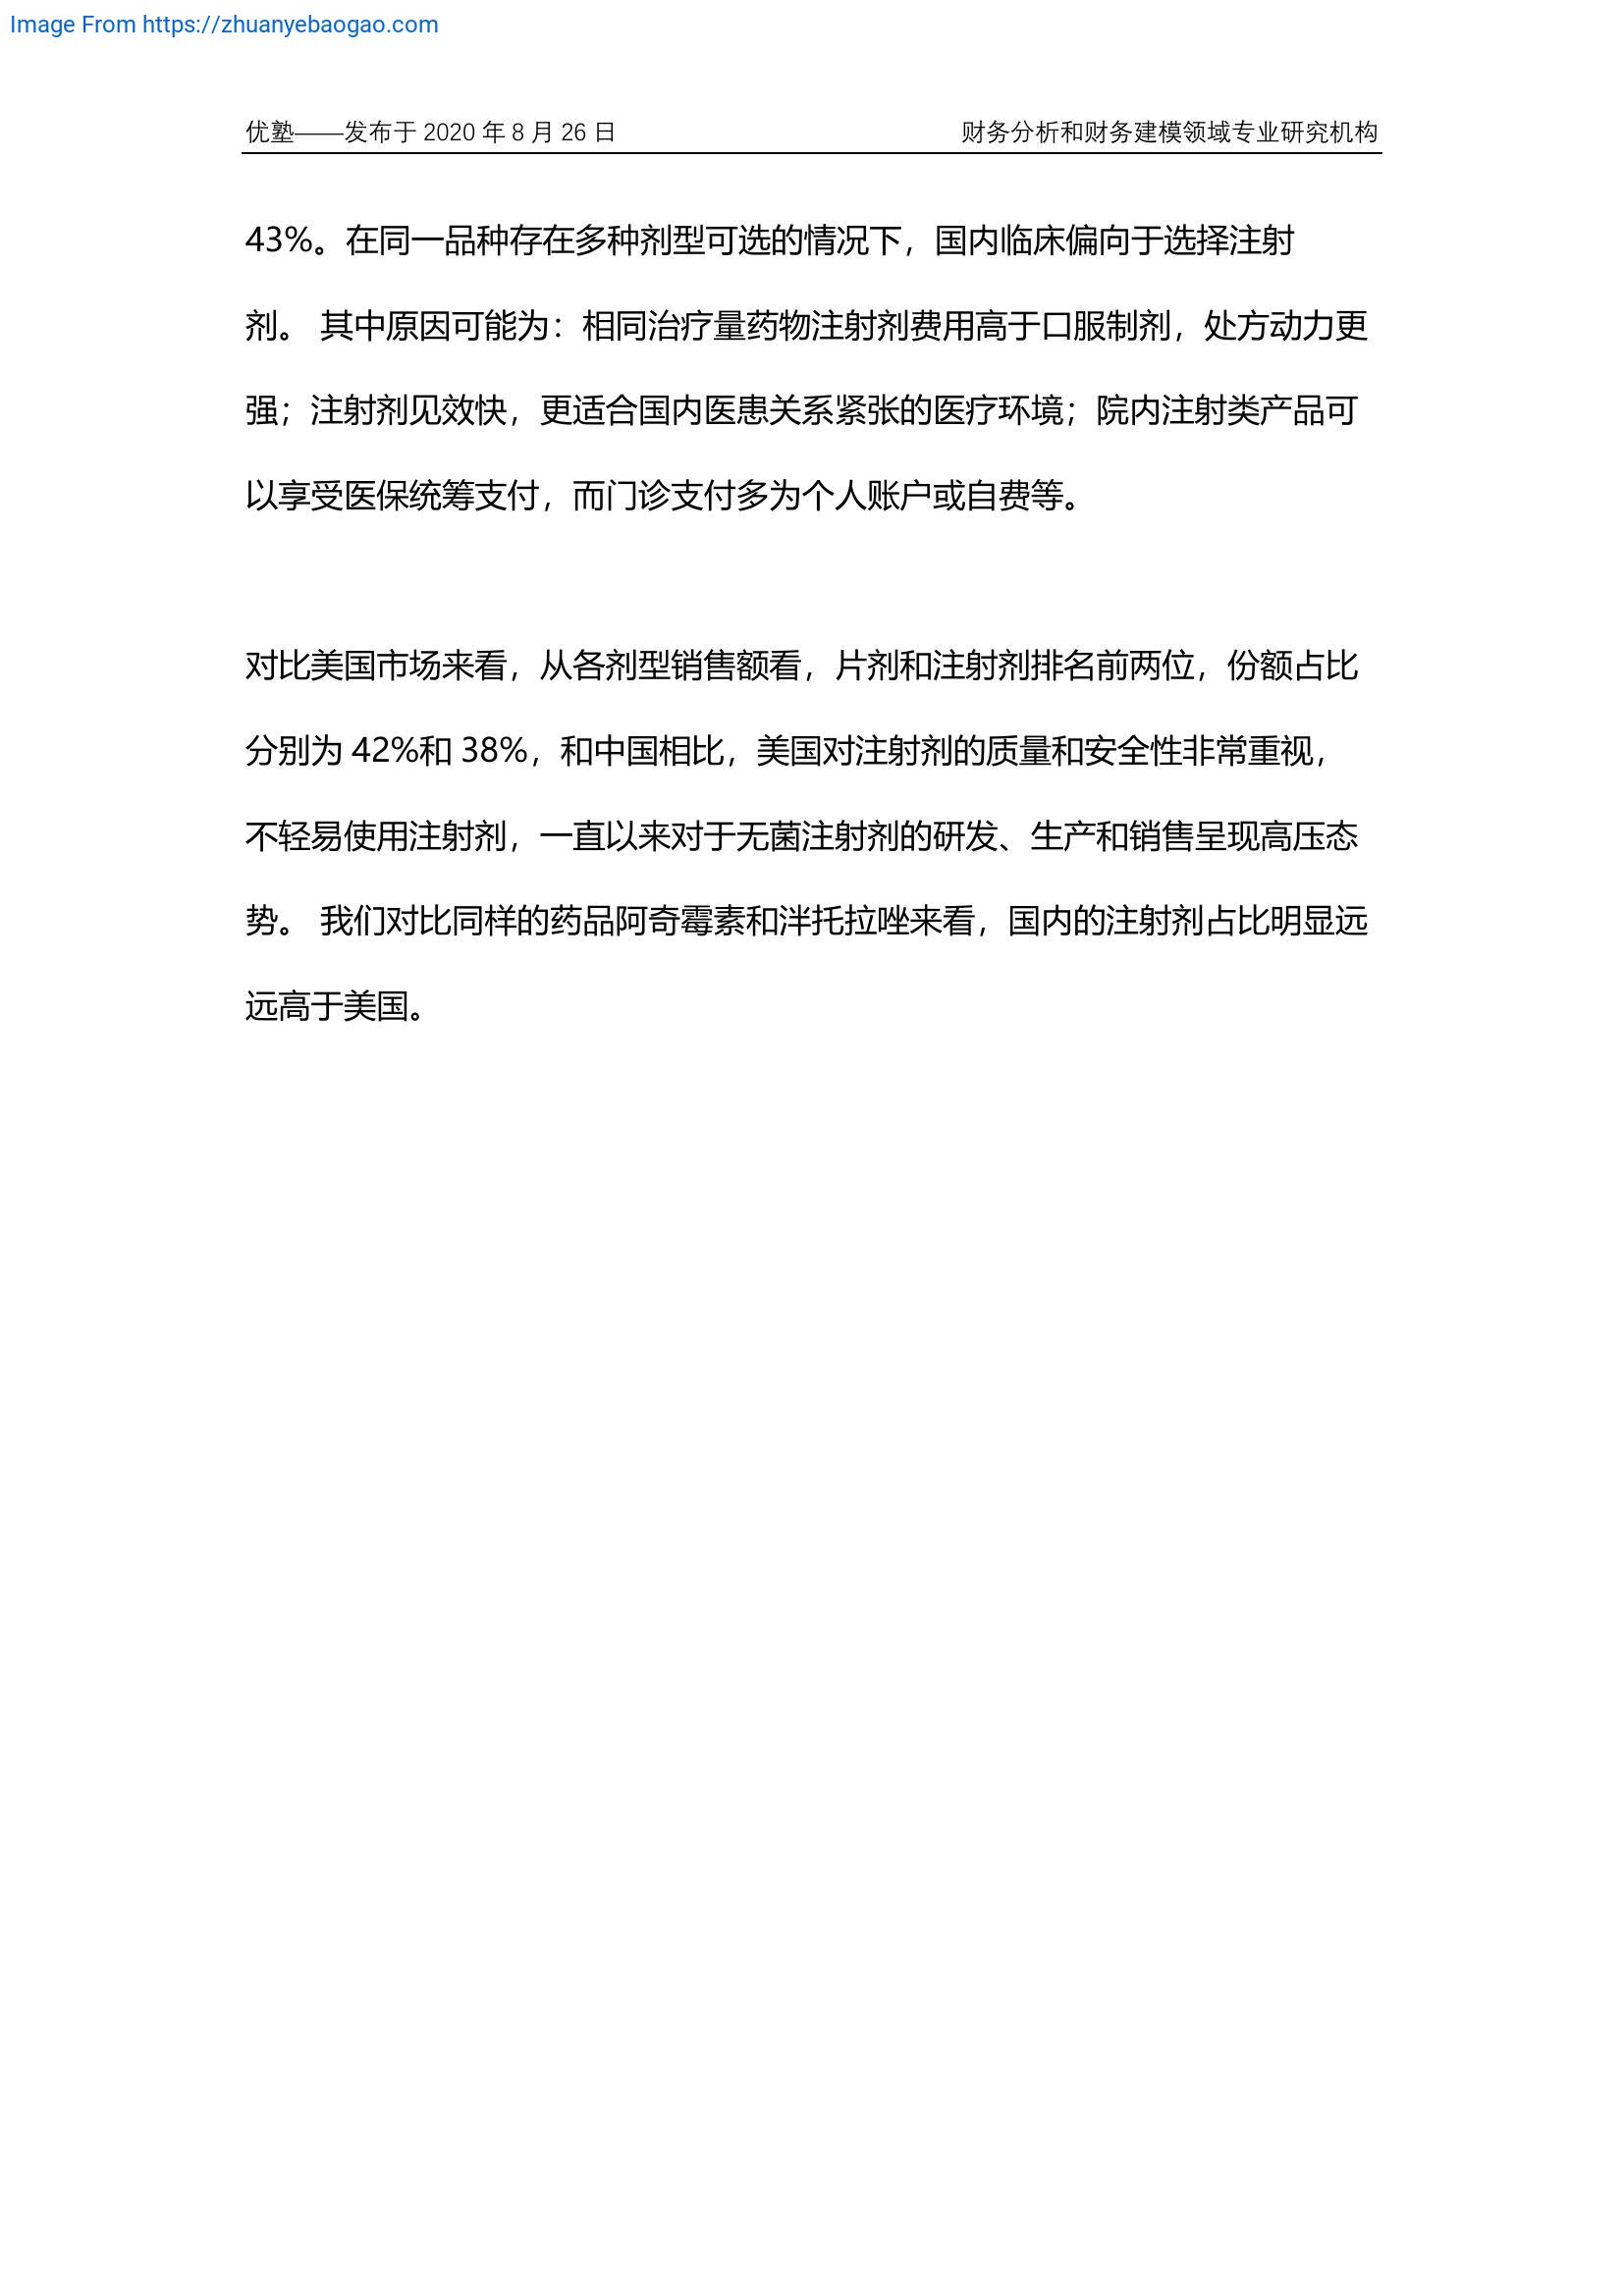 Image From https://zhuanyebaogao.com
优塾——发布于 2020 年 8 月 26 日 财务分析和财务建模领域专业研究机构
43%。在同一品种存在多种剂型可选的情况下，国内临床偏向于选择注射
剂。 其中原因可能为：相同治疗量药物注射剂费用高于口服制剂，处方动力更
强；注射剂见效快，更适合国内医患关系紧张的医疗环境；院内注射类产品可
以享受医保统筹支付，而门诊支付多为个人账户或自费等。
对比美国市场来看，从各剂型销售额看，片剂和注射剂排名前两位，份额占比
分别为 42%和 38%，和中国相比，美国对注射剂的质量和安全性非常重视，
不轻易使用注射剂，一直以来对于无菌注射剂的研发、生产和销售呈现高压态
势。 我们对比同样的药品阿奇霉素和泮托拉唑来看，国内的注射剂占比明显远
远高于美国。